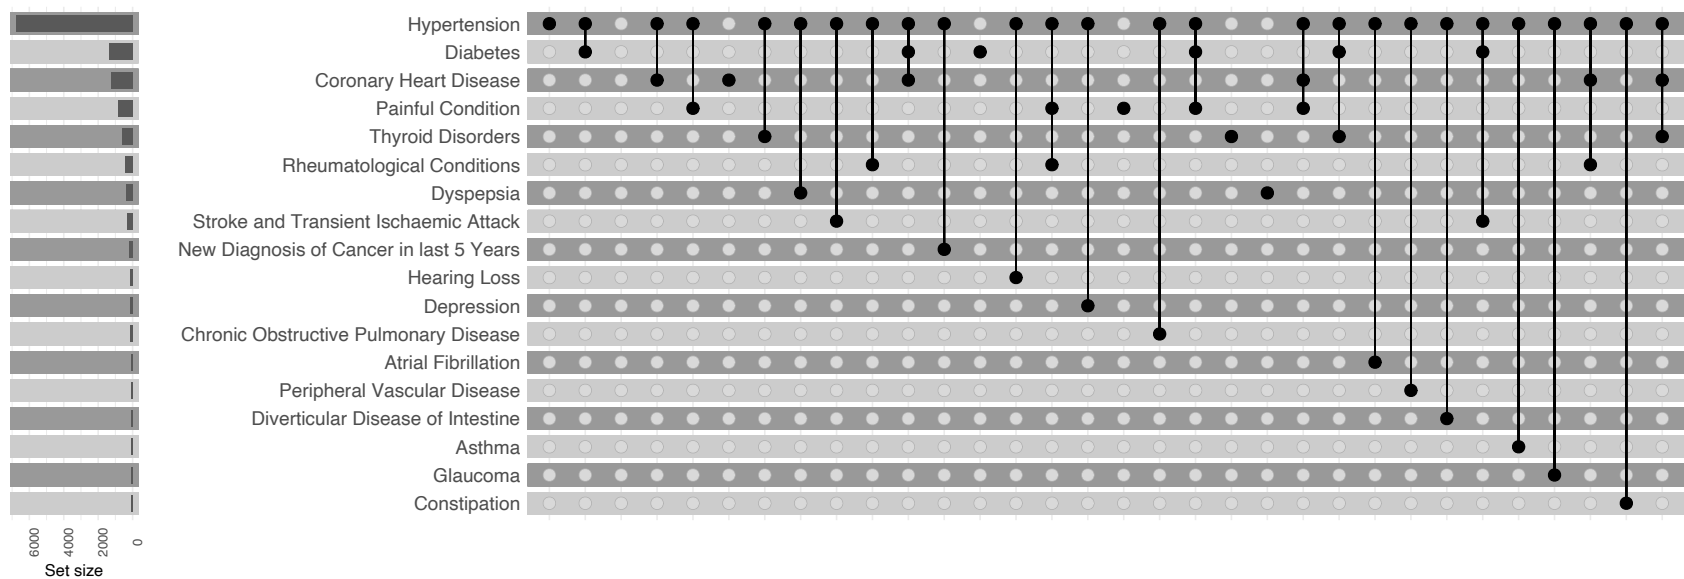 Hypertension
Diabetes
Coronary Heart Disease
Painful Condition
Thyroid Disorders
Rheumatological Conditions
Dyspepsia
Stroke and Transient Ischaemic Attack
New Diagnosis of Cancer in last 5 Years
Hearing Loss
Depression
Chronic Obstructive Pulmonary Disease
Atrial Fibrillation
Peripheral Vascular Disease
Diverticular Disease of Intestine
Asthma
Glaucoma
Constipation
6000 4000 2000 0
Set size